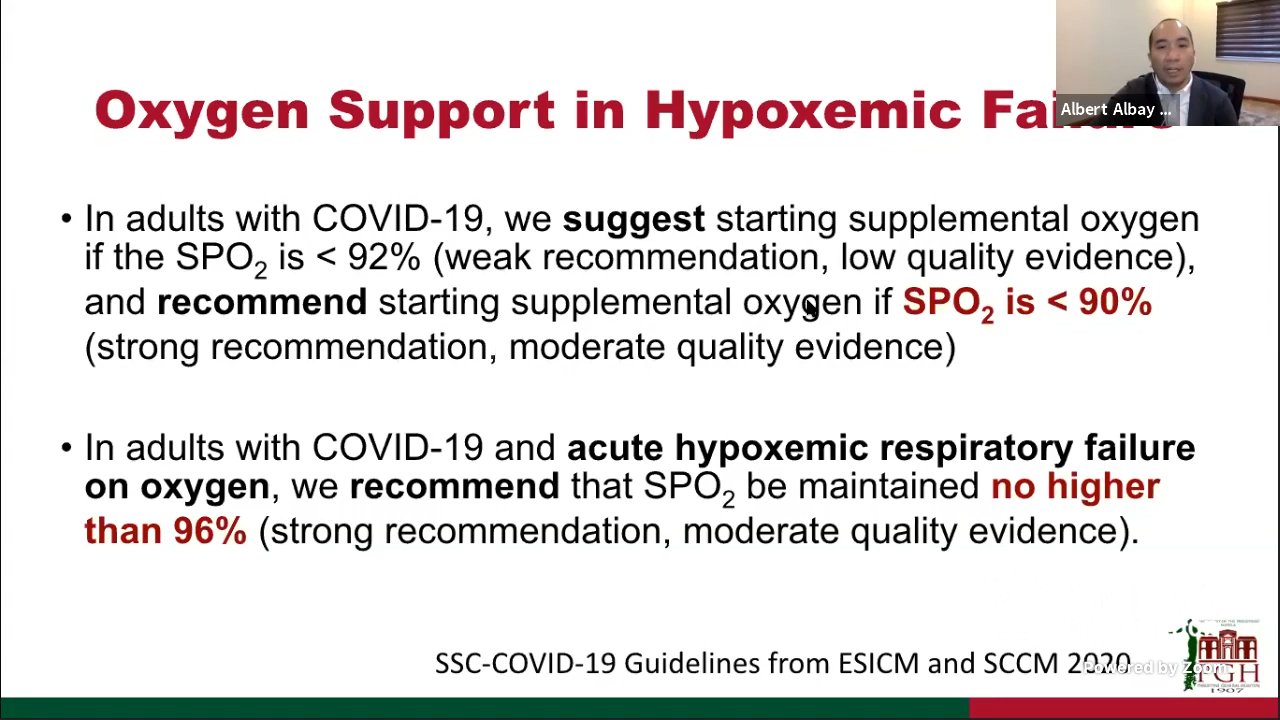 Albert Albay ...
Oxygen Support in Hypoxemic Failure
• In adults with COVID-19, we suggest starting supplemental oxygen
if the SPO2 is < 92% (weak recommendation, low quality evidence),
and recommend starting supplemental oxygen if SPO2 is < 90%
(strong recommendation, moderate quality evidence)
• In adults with COVID-19 and acute hypoxemic respiratory failure
on oxygen, we recommend that SPO2 be maintained no higher
than 96% (strong recommendation, moderate quality evidence).
SSC-COVID-19 Guidelines from ESICM and SCCM 2020
Powered by Zoom
PGH
1907